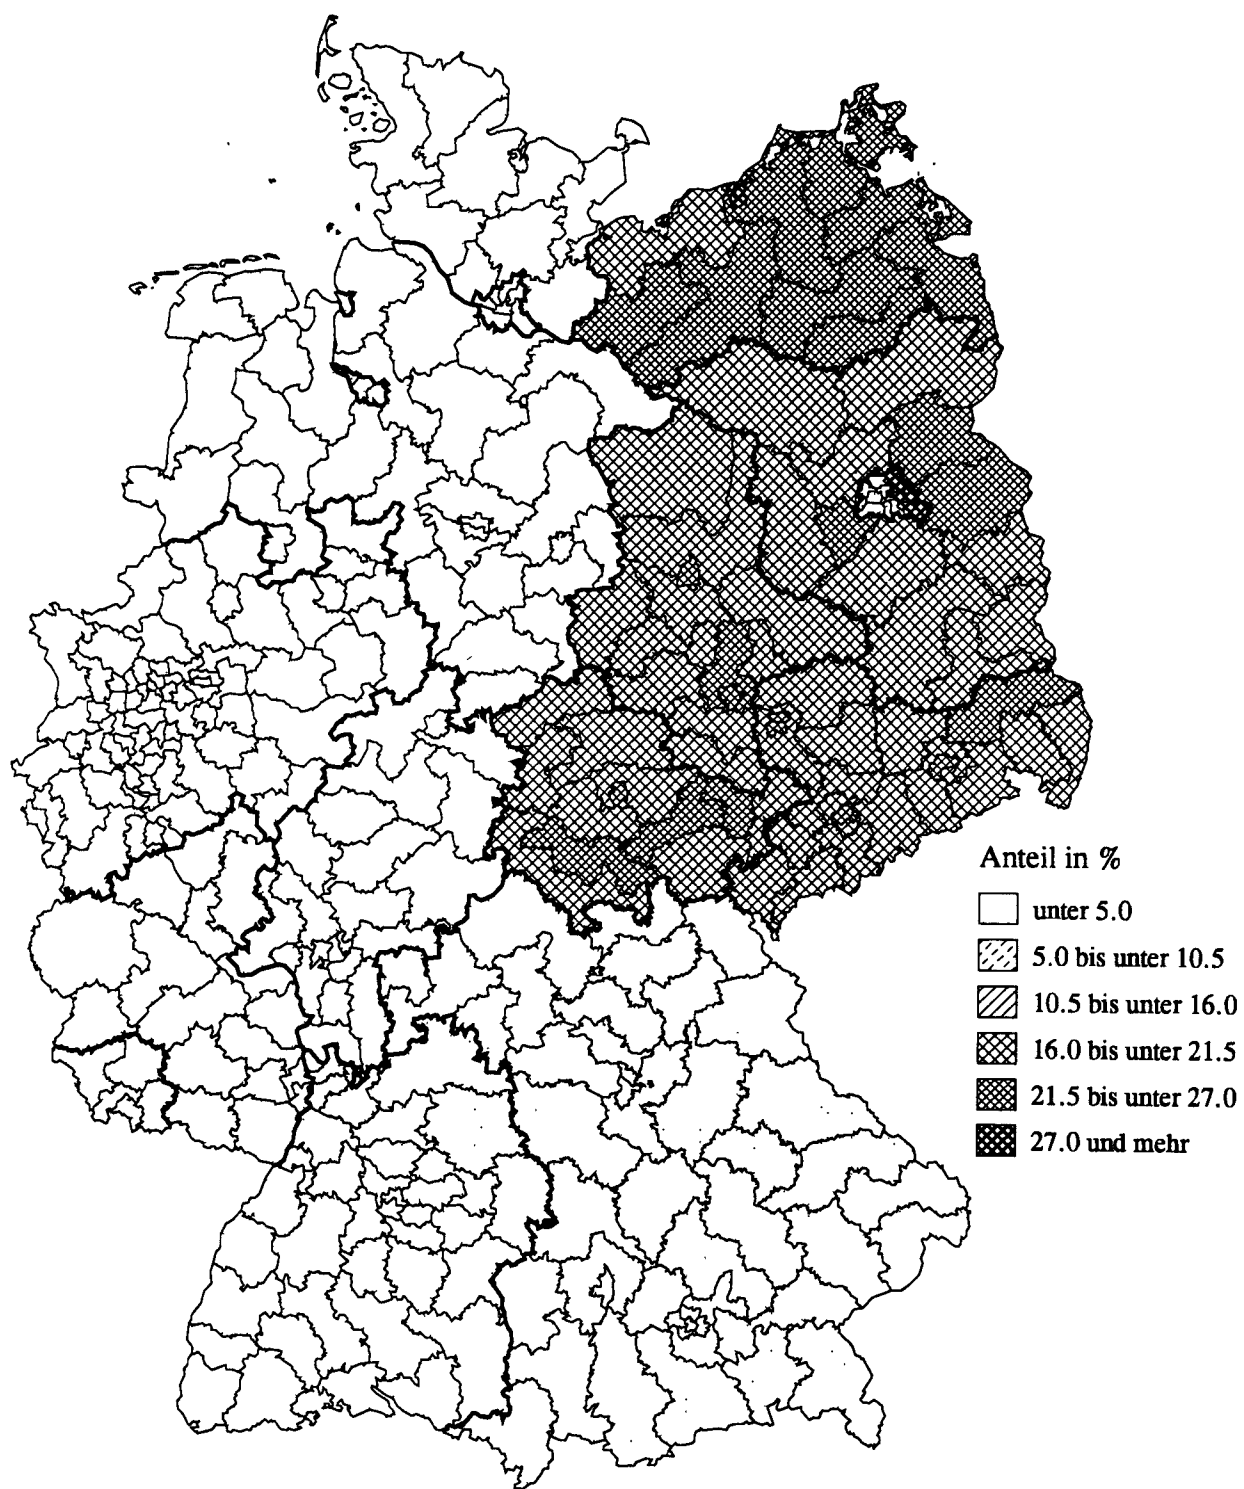 Anteil in %
unter 5.0
5.0 bis unter 10.5
10.5 bis unter 16.0
16.0 bis unter 21.5
21.5 bis unter 27.0
27.0 und mehr